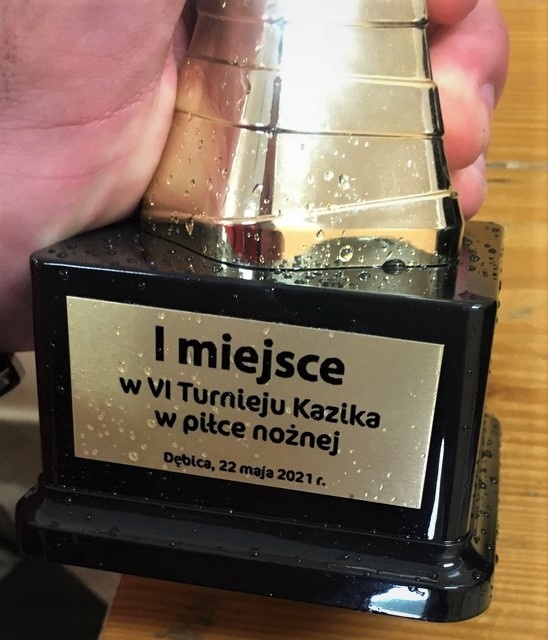 I miejsce
w VI Turnieju Kazika
w piłce nożnej
Dębica, 22 maja 2021 r.